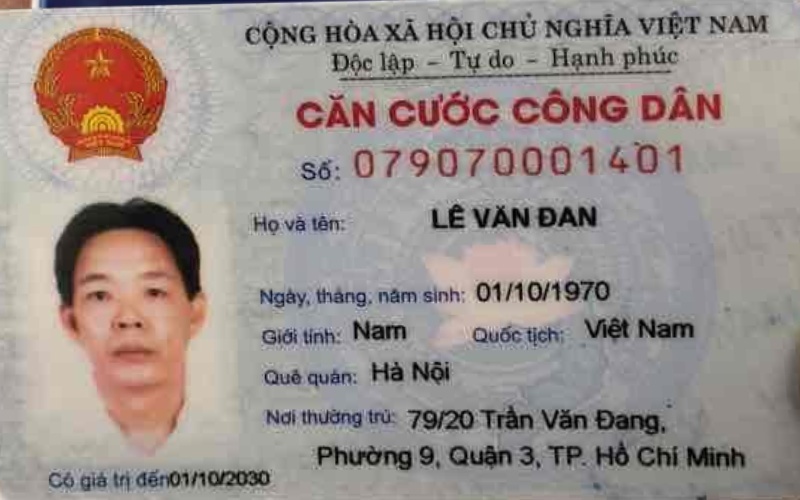 CỘNG HÒA XÃ HỘI CHỦ NGHĨA VIỆT NAM
Độc lập - Tự do - Hạnh phúc
CĂN CƯỚC CÔNG DÂN
Số: 079070001401
Họ và tên: LÊ VĂN ĐAN
Ngày, tháng, năm sinh: 01/10/1970
Giới tính: Nam Quốc tịch: Việt Nam
Quê quán: Hà Nội
Nơi thường trú: 79/20 Trần Văn Đang,
Phường 9, Quận 3, TP. Hồ Chí Minh
Có giá trị đến 01/10/2030